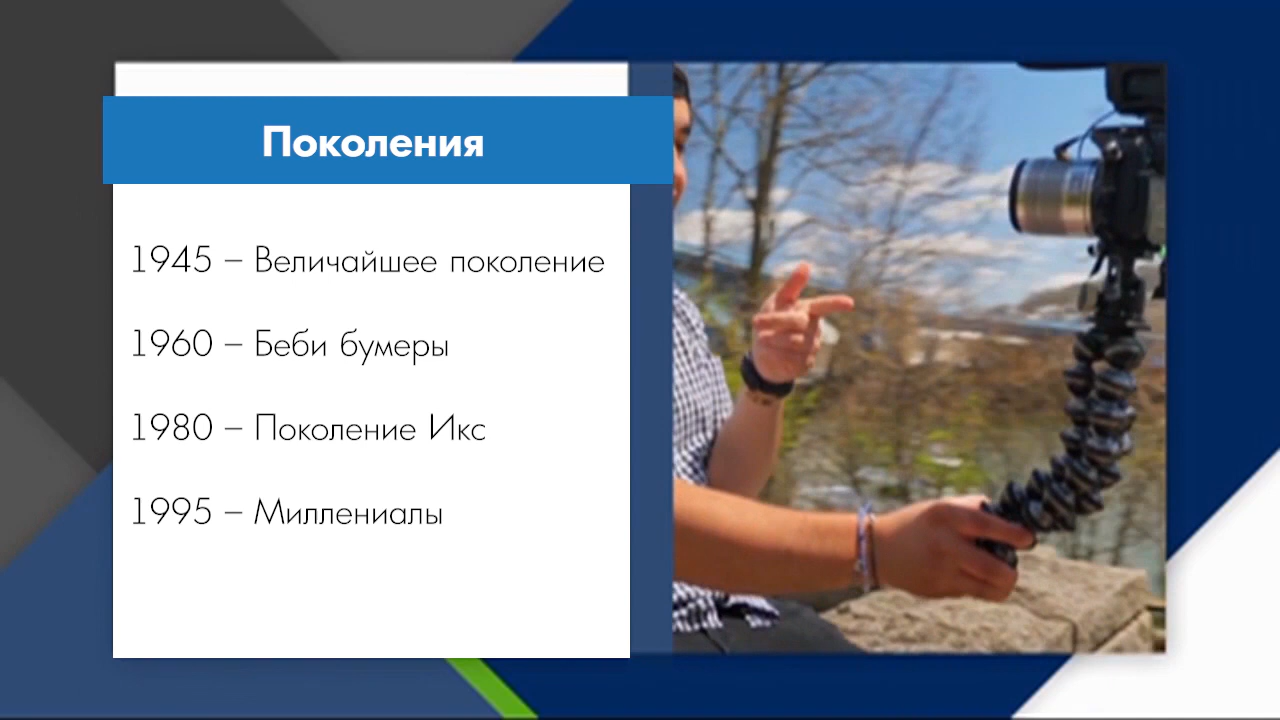 Поколения
1945 – Величайшее поколение
1960 – Беби бумеры
1980 – Поколение Икс
1995 – Миллениалы